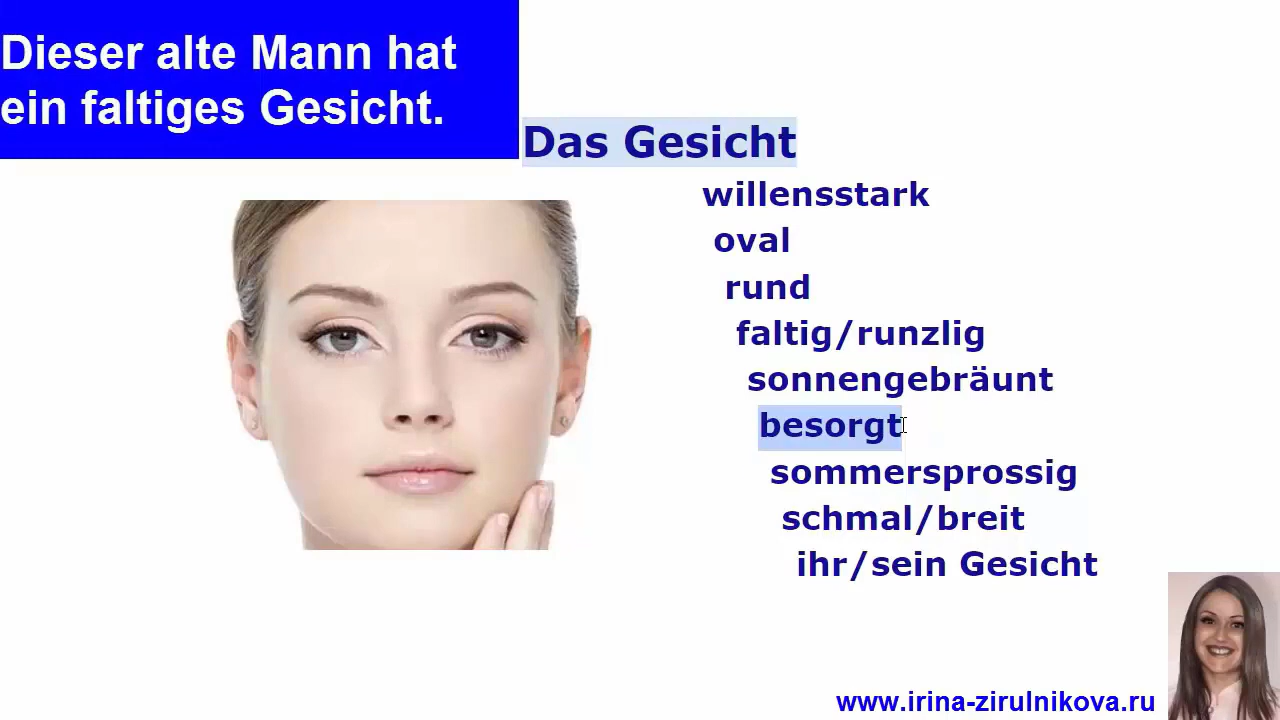 Dieser alte Mann hat
ein faltiges Gesicht.
Das Gesicht
willensstark
oval
rund
faltig/runzlig
sonnengebräunt
besorgt
sommersprossig
schmal/breit
ihr/sein Gesicht
www.irina-zirulnikova.ru